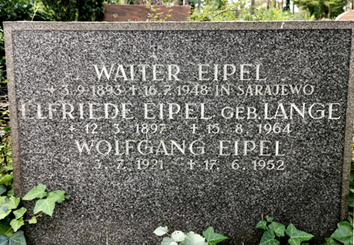 WALTER EIPEL
+ 3.9.1893 + 16.7.1948 IN SARAJEWO
ELFRIEDE EIPEL GEB. LANGE
+ 12. 3. 1897 + 15. 8. 1964
WOLFGANG EIPEL
3. 7. 1921 + 17. 6. 1952